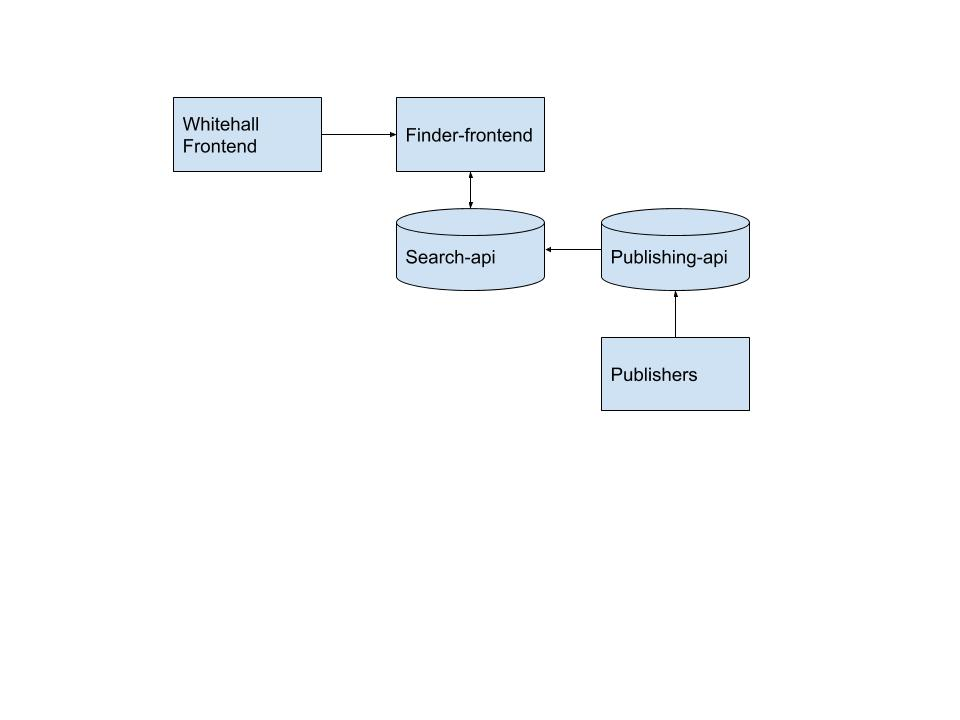 Whitehall
Frontend
Finder-frontend
Search-api
Publishing-api
Publishers